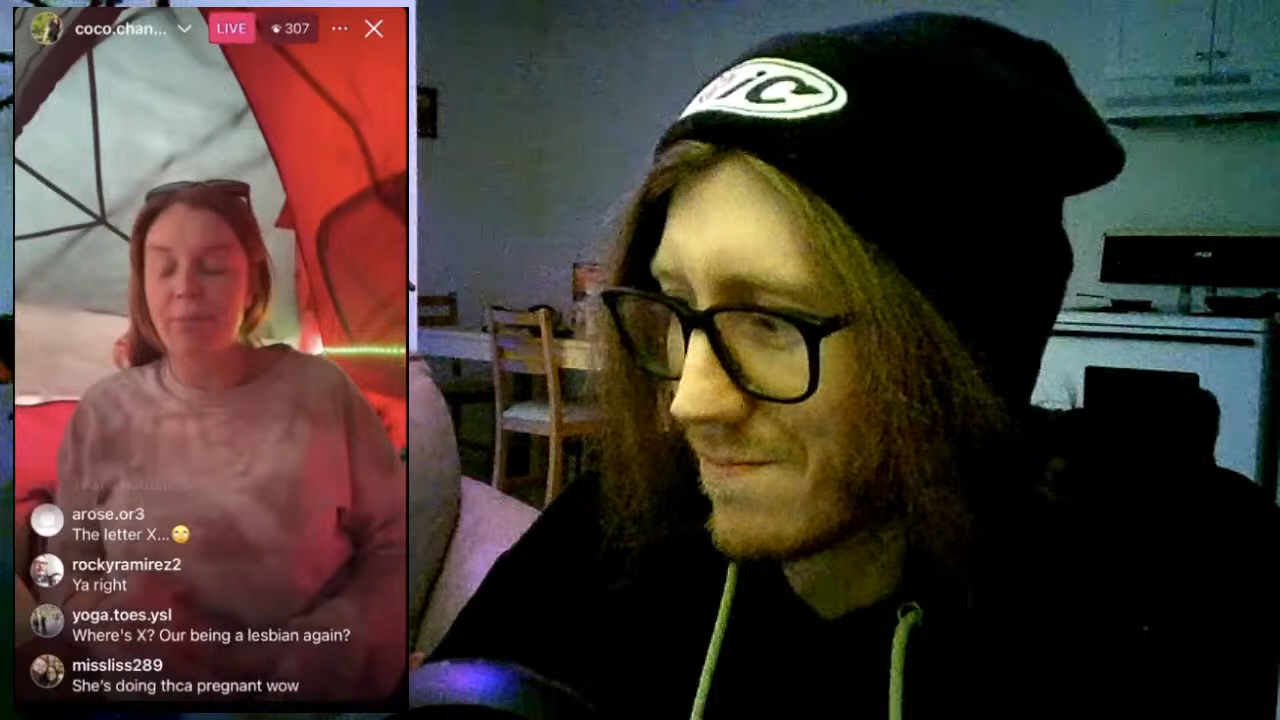 coco.chan...
LIVE
307
BIC
arose.or3
The letter X...🙄
rockyramirez2
Ya right
yoga.toes.ysl
Where's X? Our being a lesbian again?
missliss289
She's doing thca pregnant wow